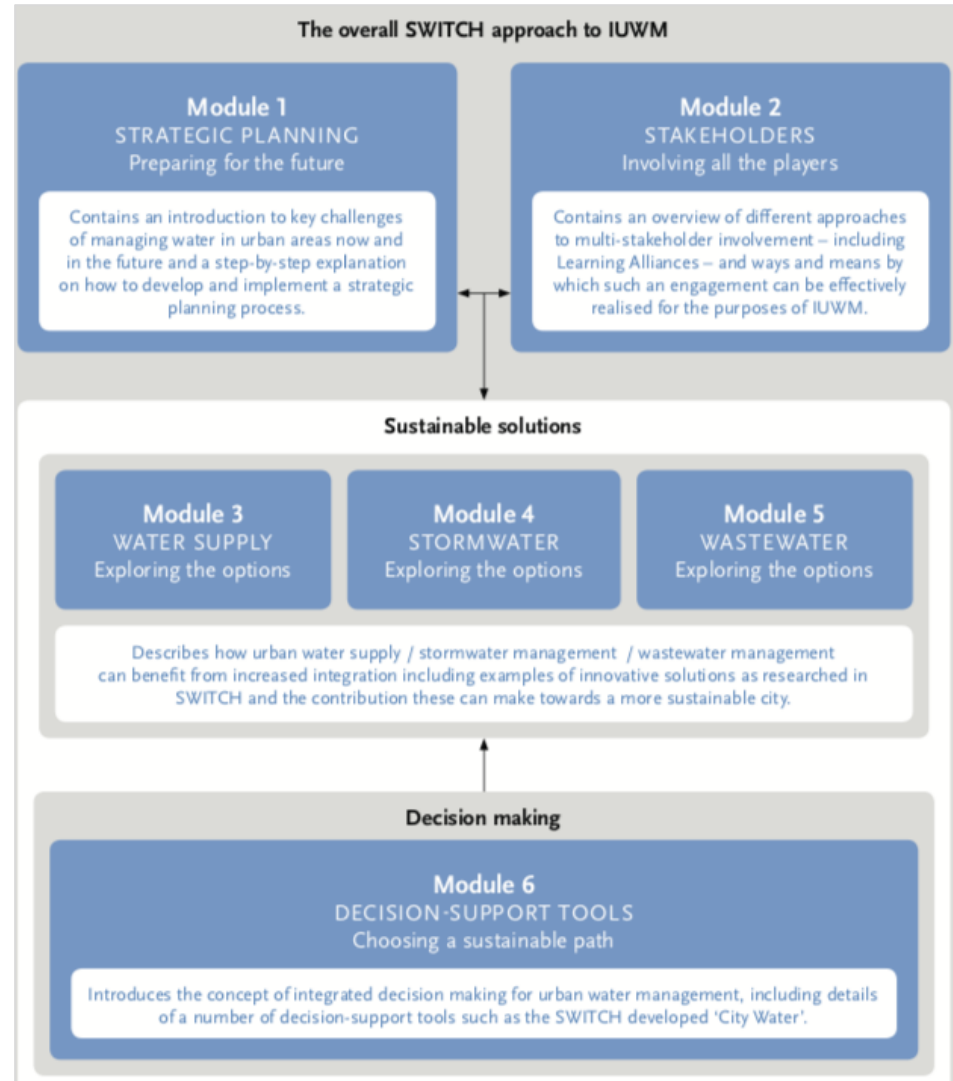 The overall SWITCH approach to IUWM
Module 1
STRATEGIC PLANNING
Preparing for the future
Contains an introduction to key challenges
of managing water in urban areas now and
in the future and a step-by-step explanation
on how to develop and implement a strategic
planning process.
Module 2
STAKEHOLDERS
Involving all the players
Contains an overview of different approaches
to multi-stakeholder involvement – including
Learning Alliances – and ways and means by
which such an engagement can be effectively
realised for the purposes of IUWM.
Sustainable solutions
Module 3
WATER SUPPLY
Exploring the options
Module 4
STORMWATER
Exploring the options
Module 5
WASTEWATER
Exploring the options
Describes how urban water supply / stormwater management / wastewater management
can benefit from increased integration including examples of innovative solutions as researched in
SWITCH and the contribution these can make towards a more sustainable city.
Decision making
Module 6
DECISION-SUPPORT TOOLS
Choosing a sustainable path
Introduces the concept of integrated decision making for urban water management, including details
of a number of decision-support tools such as the SWITCH developed ‘City Water’.